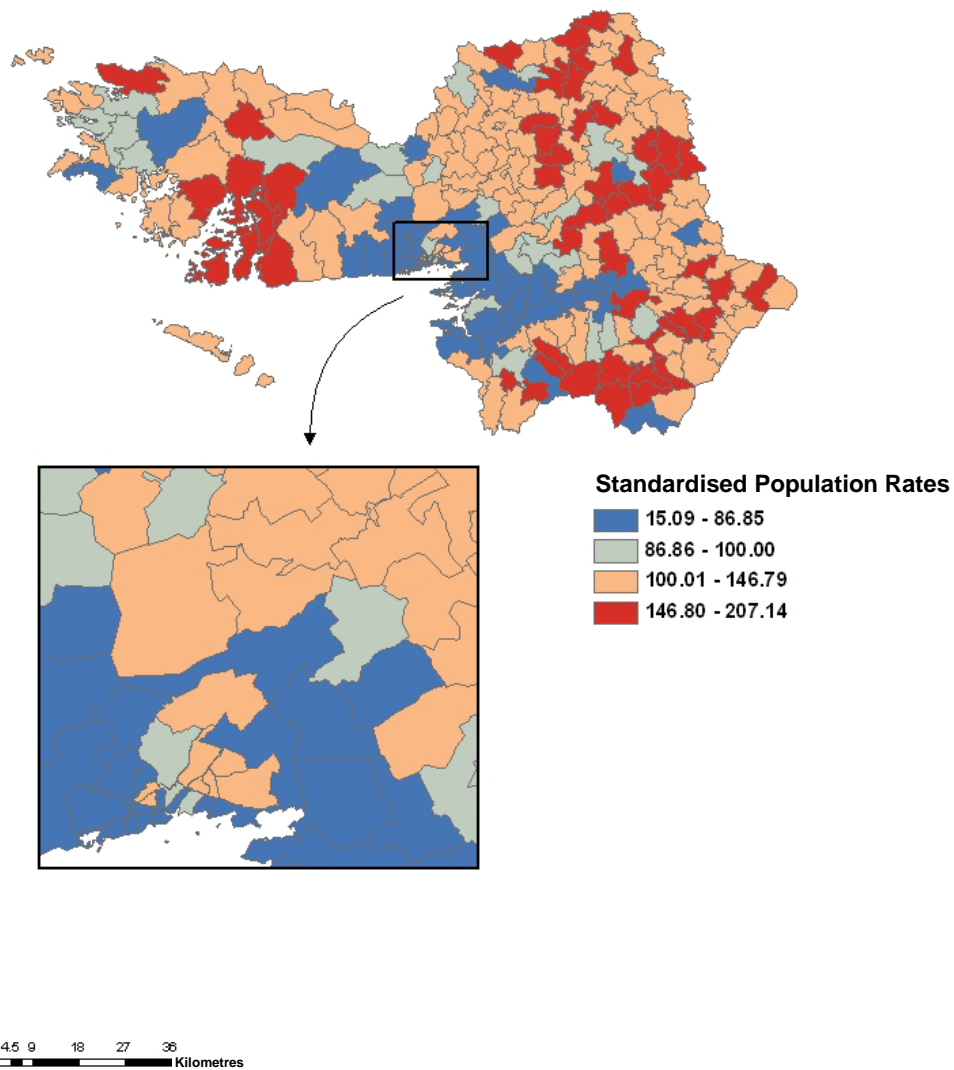 Standardised Population Rates
15.09 - 86.85
86.86 - 100.00
100.01 - 146.79
146.80 - 207.14
4.5 9 18 27 36
Kilometres